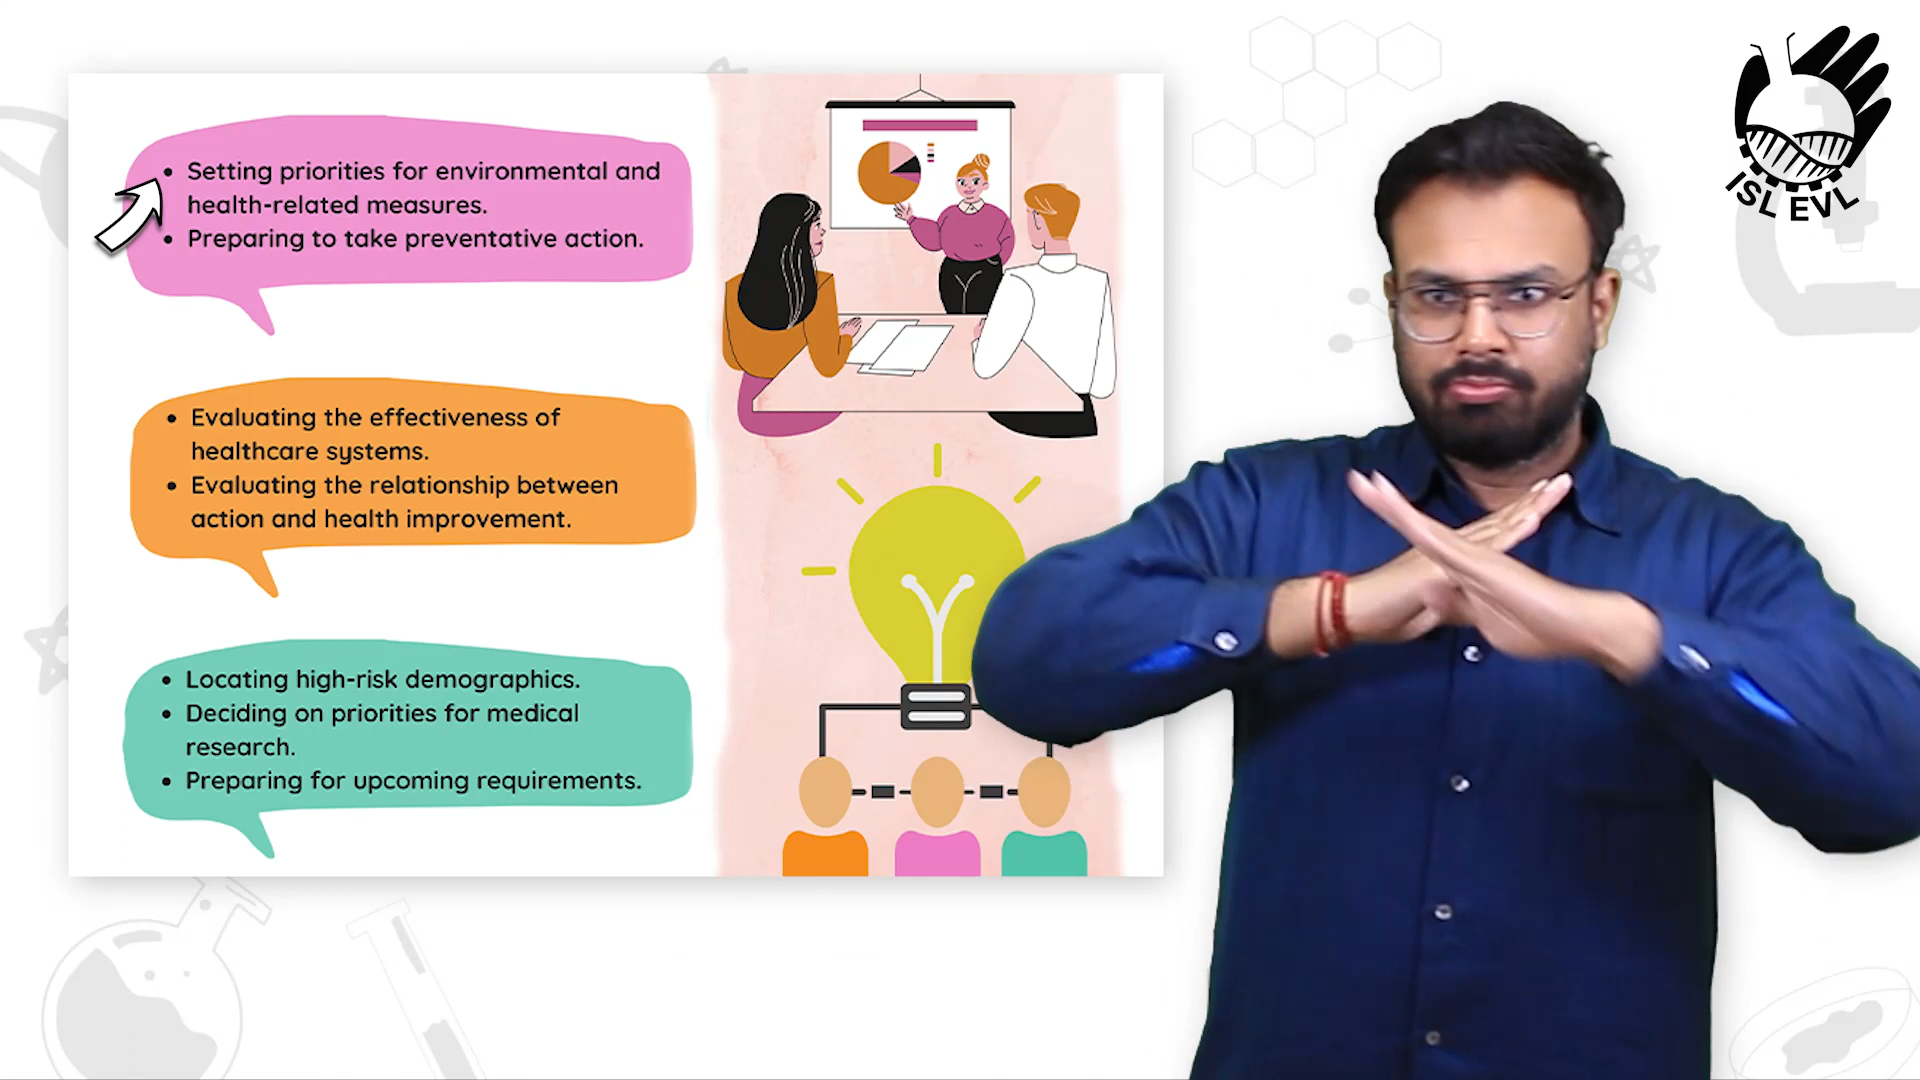 • Setting priorities for environmental and
health-related measures.
• Preparing to take preventative action.
• Evaluating the effectiveness of
healthcare systems.
• Evaluating the relationship between
action and health improvement.
• Locating high-risk demographics.
• Deciding on priorities for medical
research.
• Preparing for upcoming requirements.
ISL EVL